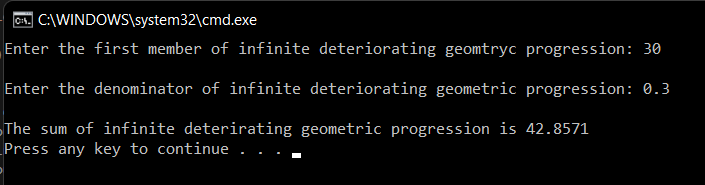 C:\WINDOWS\system32\cmd.exe
Enter the first member of infinite deteriorating geomtryc progression: 30
Enter the denominator of infinite deteriorating geometric progression: 0.3
The sum of infinite deterirating geometric progression is 42.8571
Press any key to continue . . .